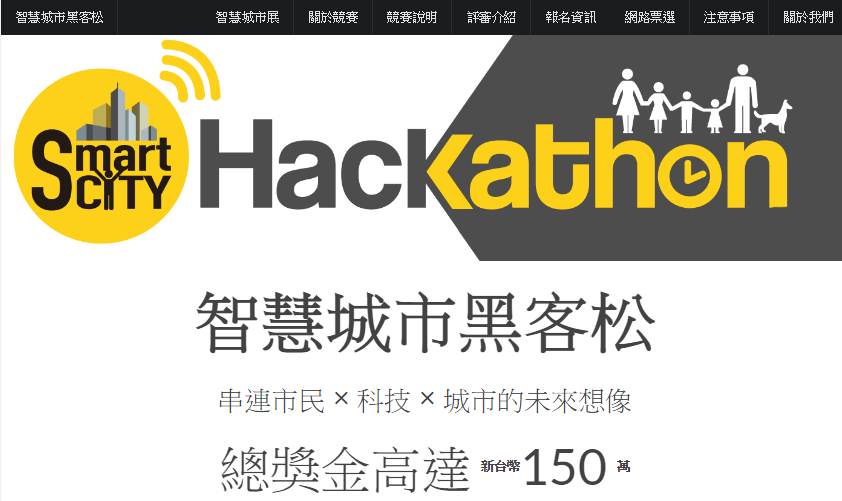 智慧城市黑客松 智慧城市展 關於競賽 競賽說明 評審介紹 報名資訊 網路票選 注意事項 關於我們
Smart
CITY
Hackathon
智慧城市黑客松
串連市民 × 科技 × 城市的未來想像
總獎金高達 新台幣 150 萬